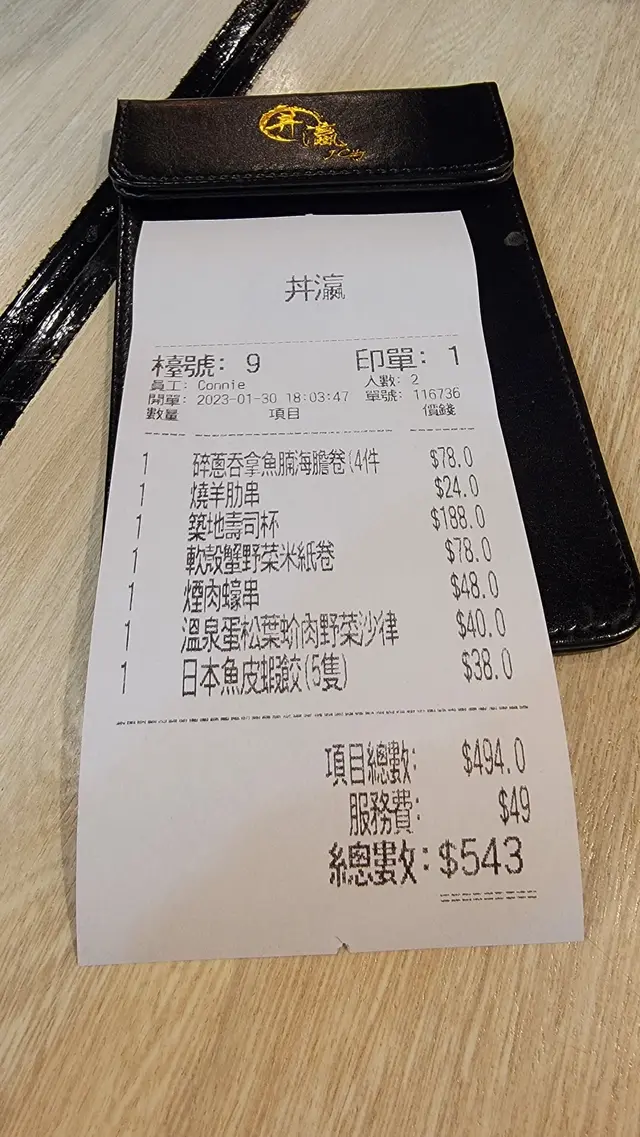 丼瀛
丼瀛
檯號: 9 印單: 1
員工: Connie 人數: 2
開單: 2023-01-30 18:03:47 單號: 116736
數量 項目 價錢
1 碎蔥吞拿魚腩海膽卷(4件 $78.0
1 燒羊肋串 $24.0
1 築地壽司杯 $188.0
1 軟殼蟹野菜米紙卷 $78.0
1 煙肉蠔串 $48.0
1 溫泉蛋松葉蚧肉野菜沙律 $40.0
1 日本魚皮蝦餃(5隻) $38.0
項目總數: $494.0
服務費: $49
總數: $543